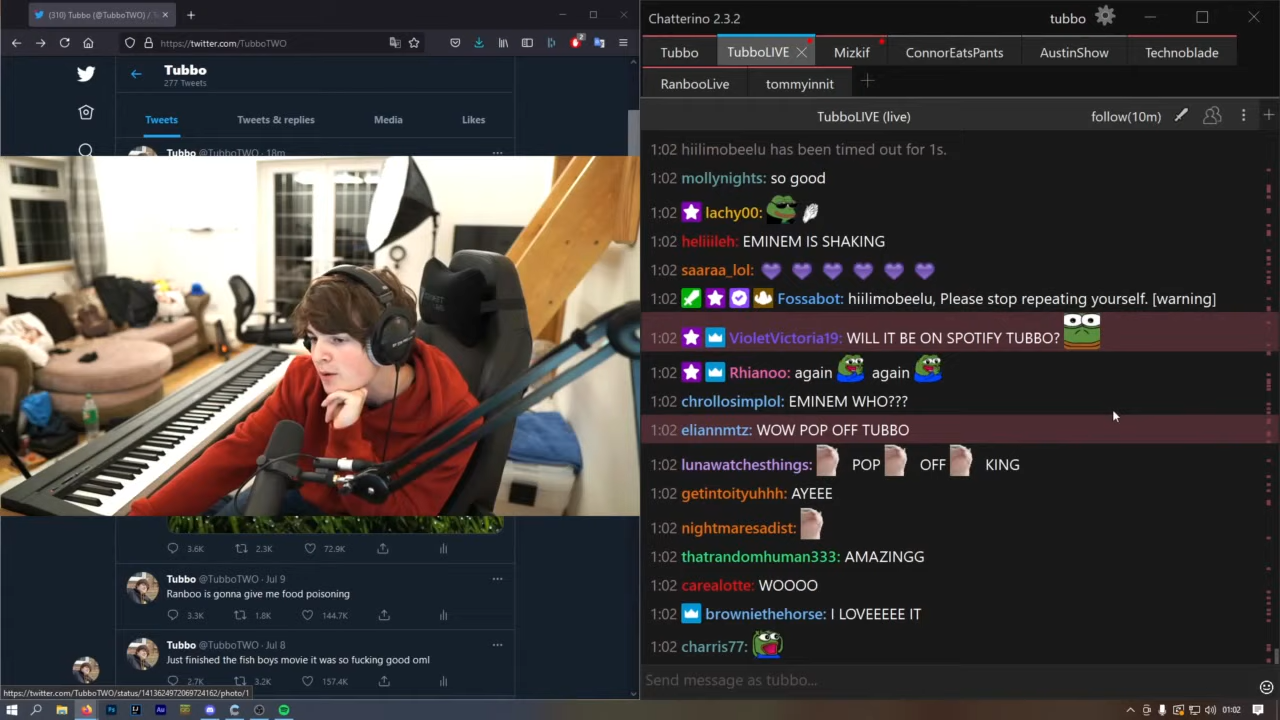 (310) Tubbo (@TubboTWO) /
https://twitter.com/TubboTWO
2
Tubbo
277 Tweets
Tweets
Tweets & replies
Media
Likes
Tubbo @TubboTWO · 18m
3.6K 2.3K 72.9K
Tubbo @TubboTWO · Jul 9
Ranboo is gonna give me food poisoning
3.3K 1.8K 144.7K
Tubbo @TubboTWO · Jul 8
Just finished the fish boys movie it was so fucking good oml
2.7K 3.2K 157.4K
https://twitter.com/TubboTWO/status/1413624972069724162/photo/1
Chatterino 2.3.2
tubbo
Tubbo
TubboLIVE
Mizkif
ConnorEatsPants
AustinShow
Technoblade
RanbooLive
tommyinnit
TubboLIVE (live)
follow(10m)
1:02 hiilimobeelu has been timed out for 1s.
1:02 mollynights: so good
1:02 lachy00:
1:02 heliiileh: EMINEM IS SHAKING
1:02 saaraa_lol:
1:02 Fossabot: hiilimobeelu, Please stop repeating yourself. [warning]
1:02 VioletVictoria19: WILL IT BE ON SPOTIFY TUBBO?
1:02 Rhianoo: again again
1:02 chrollosimplol: EMINEM WHO???
1:02 eliannmtz: WOW POP OFF TUBBO
1:02 lunawatchesthings: POP OFF KING
1:02 getintoityuhhh: AYEEE
1:02 nightmaresadist:
1:02 thatrandomhuman333: AMAZINGG
1:02 carealotte: WOOOO
1:02 browniethehorse: I LOVEEEEE IT
1:02 charris77:
Send message as tubbo...
01:02